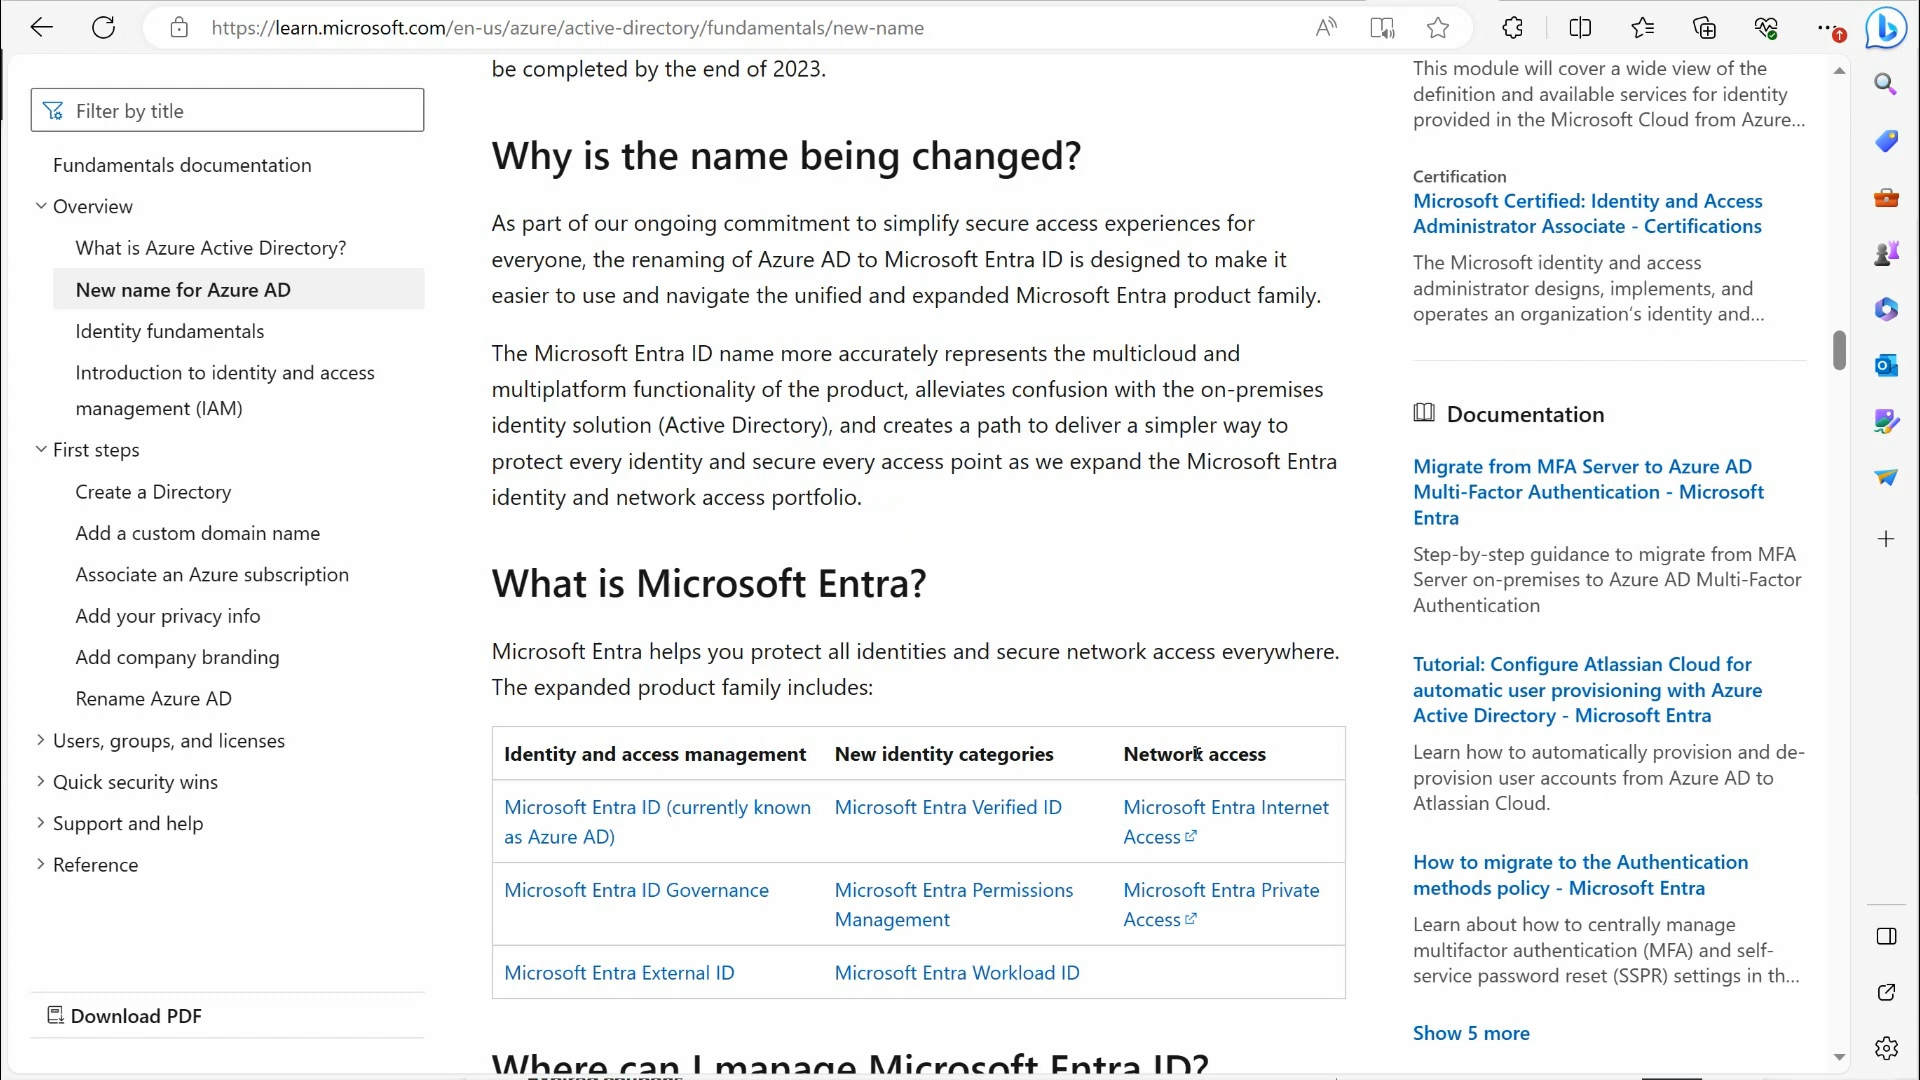 https://learn.microsoft.com/en-us/azure/active-directory/fundamentals/new-name
Filter by title
Fundamentals documentation
Overview
What is Azure Active Directory?
New name for Azure AD
Identity fundamentals
Introduction to identity and access
management (IAM)
First steps
Create a Directory
Add a custom domain name
Associate an Azure subscription
Add your privacy info
Add company branding
Rename Azure AD
Users, groups, and licenses
Quick security wins
Support and help
Reference
Download PDF
be completed by the end of 2023.
Why is the name being changed?
As part of our ongoing commitment to simplify secure access experiences for
everyone, the renaming of Azure AD to Microsoft Entra ID is designed to make it
easier to use and navigate the unified and expanded Microsoft Entra product family.
The Microsoft Entra ID name more accurately represents the multicloud and
multiplatform functionality of the product, alleviates confusion with the on-premises
identity solution (Active Directory), and creates a path to deliver a simpler way to
protect every identity and secure every access point as we expand the Microsoft Entra
identity and network access portfolio.
What is Microsoft Entra?
Microsoft Entra helps you protect all identities and secure network access everywhere.
The expanded product family includes:
Identity and access management New identity categories Network access
Microsoft Entra ID (currently known Microsoft Entra Verified ID Microsoft Entra Internet
as Azure AD) Access
Microsoft Entra ID Governance Microsoft Entra Permissions Microsoft Entra Private
Management Access
Microsoft Entra External ID Microsoft Entra Workload ID
Where can I manage Microsoft Entra ID?
This module will cover a wide view of the
definition and available services for identity
provided in the Microsoft Cloud from Azure...
Certification
Microsoft Certified: Identity and Access
Administrator Associate - Certifications
The Microsoft identity and access
administrator designs, implements, and
operates an organization's identity and...
Documentation
Migrate from MFA Server to Azure AD
Multi-Factor Authentication - Microsoft
Entra
Step-by-step guidance to migrate from MFA
Server on-premises to Azure AD Multi-Factor
Authentication
Tutorial: Configure Atlassian Cloud for
automatic user provisioning with Azure
Active Directory - Microsoft Entra
Learn how to automatically provision and de-
provision user accounts from Azure AD to
Atlassian Cloud.
How to migrate to the Authentication
methods policy - Microsoft Entra
Learn about how to centrally manage
multifactor authentication (MFA) and self-
service password reset (SSPR) settings in th...
Show 5 more